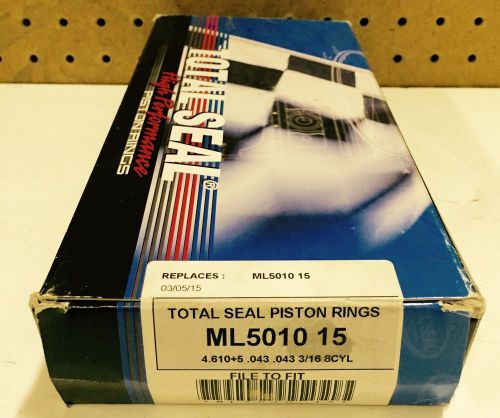 TOTAL SEAL®
High Performance
PISTON RINGS
REPLACES : ML5010 15
03/05/15
TOTAL SEAL PISTON RINGS
ML5010 15
4.610+5 .043 .043 3/16 8CYL
FILE TO FIT